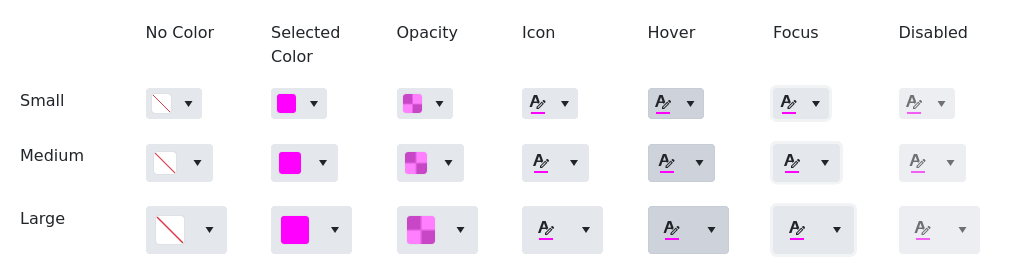 No Color
Selected
Color
Opacity
Icon
Hover
Focus
Disabled
Small
Medium
Large